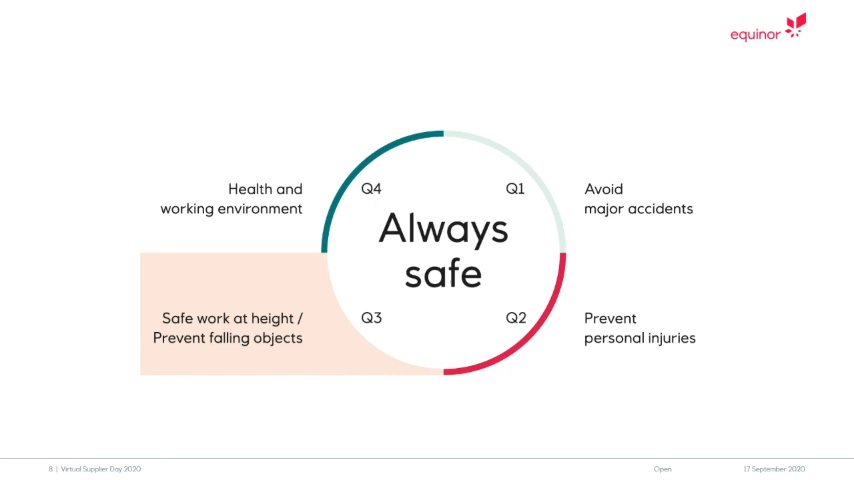 equinor
Health and
working environment
Q4
Q1
Avoid
major accidents
Always
safe
Safe work at height /
Prevent falling objects
Q3
Q2
Prevent
personal injuries
8 | Virtual Supplier Day 2020
Open
17 September 2020